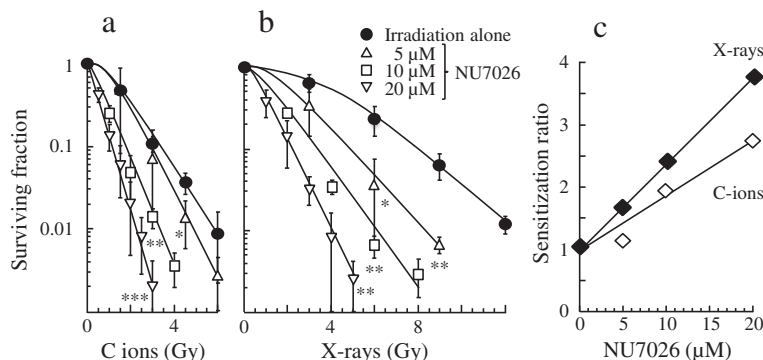 a
b
c
Irradiation alone
5 μM
10 μM
20 μM
NU7026
Surviving fraction
1
0.1
0.01
*
**
***
0 4
C ions (Gy)
*
**
**
**
0 4 8
X-rays (Gy)
Sensitization ratio
4
3
2
1
0
X-rays
C-ions
0 5 10 15 20
NU7026 (μM)